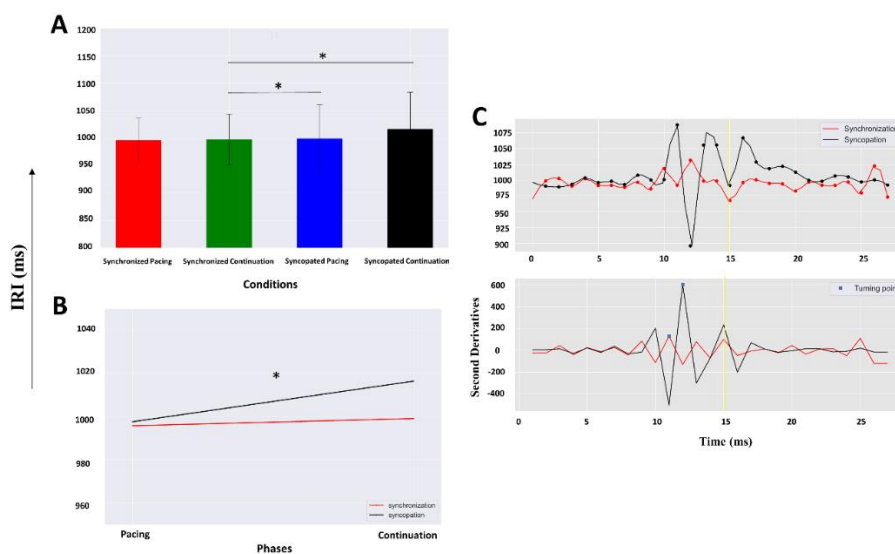 A
1200
1150
1100
1050
1000
950
900
850
800
*
*
Synchronized Pacing Synchronized Continuation Syncopated Pacing Syncopated Continuation
Conditions
IRI (ms)
B
1040
1020
1000
980
960
*
synchronization
syncopation
Pacing Continuation
Phases
C
1075
1050
1025
1000
975
950
925
900
Synchronization
Syncopation
0 5 10 15 20 25
600
400
200
0
-200
-400
Second Derivatives
Turning point
0 5 10 15 20 25
Time (ms)